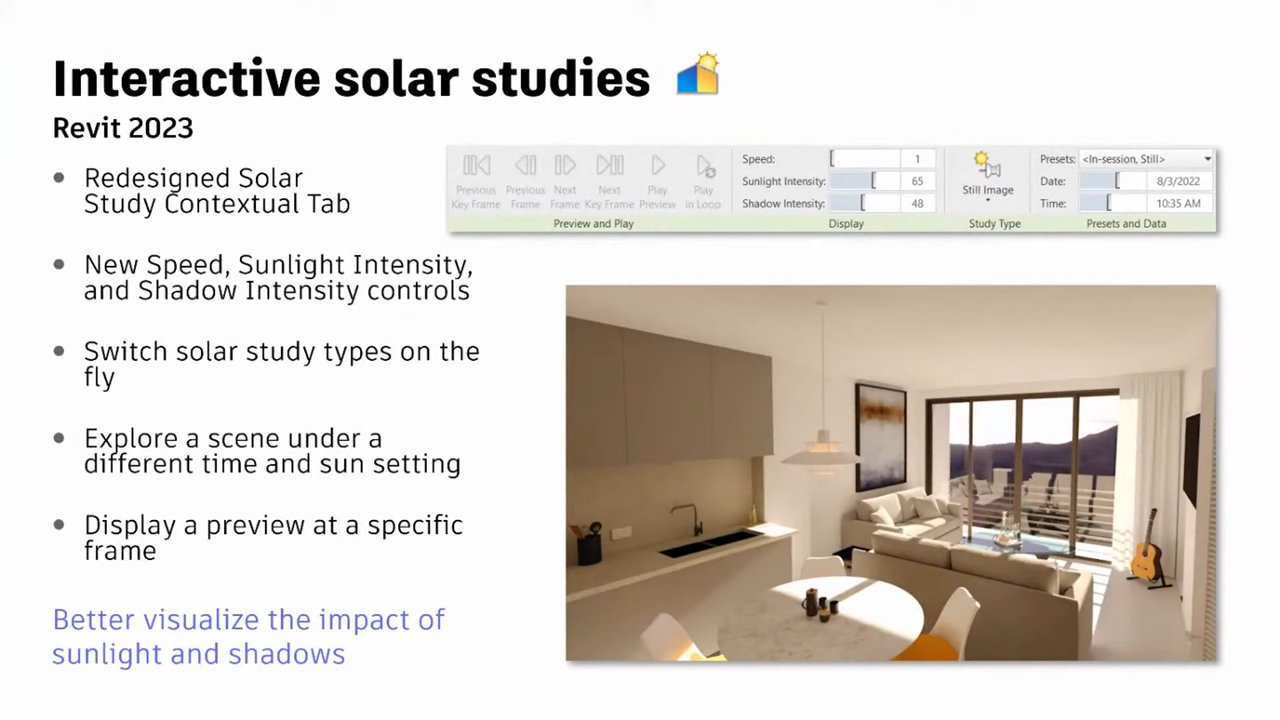 Interactive solar studies
Revit 2023
Redesigned Solar
Study Contextual Tab
New Speed, Sunlight Intensity,
and Shadow Intensity controls
Switch solar study types on the
fly
Explore a scene under a
different time and sun setting
Display a preview at a specific
frame
Better visualize the impact of
sunlight and shadows
Previous
Key Frame
Previous
Frame
Next
Frame
Next
Key Frame
Play
Preview
Play
in Loop
Preview and Play
Speed: 1
Sunlight Intensity: 65
Shadow Intensity: 48
Display
Still Image
Study Type
Presets: <In-session, Still>
Date: 8/3/2022
Time: 10:35 AM
Presets and Data